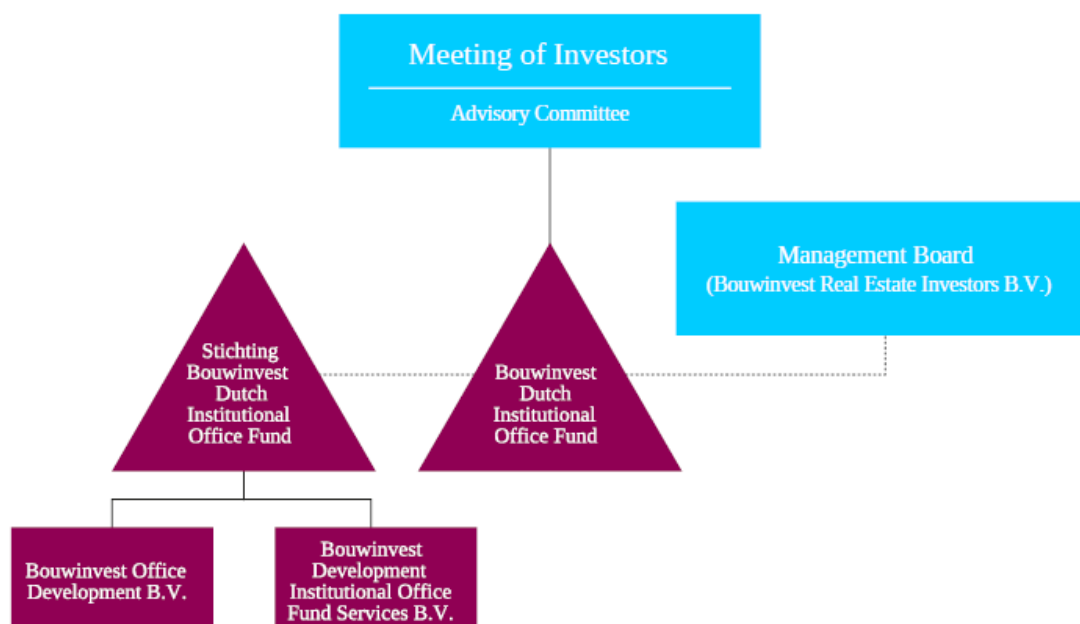 Meeting of Investors
Advisory Committee
Management Board
(Bouwinvest Real Estate Investors B.V.)
Stichting
Bouwinvest
Dutch
Institutional
Office Fund
Bouwinvest
Dutch
Institutional
Office Fund
Bouwinvest Office
Development B.V.
Bouwinvest
Development
Institutional Office
Fund Services B.V.